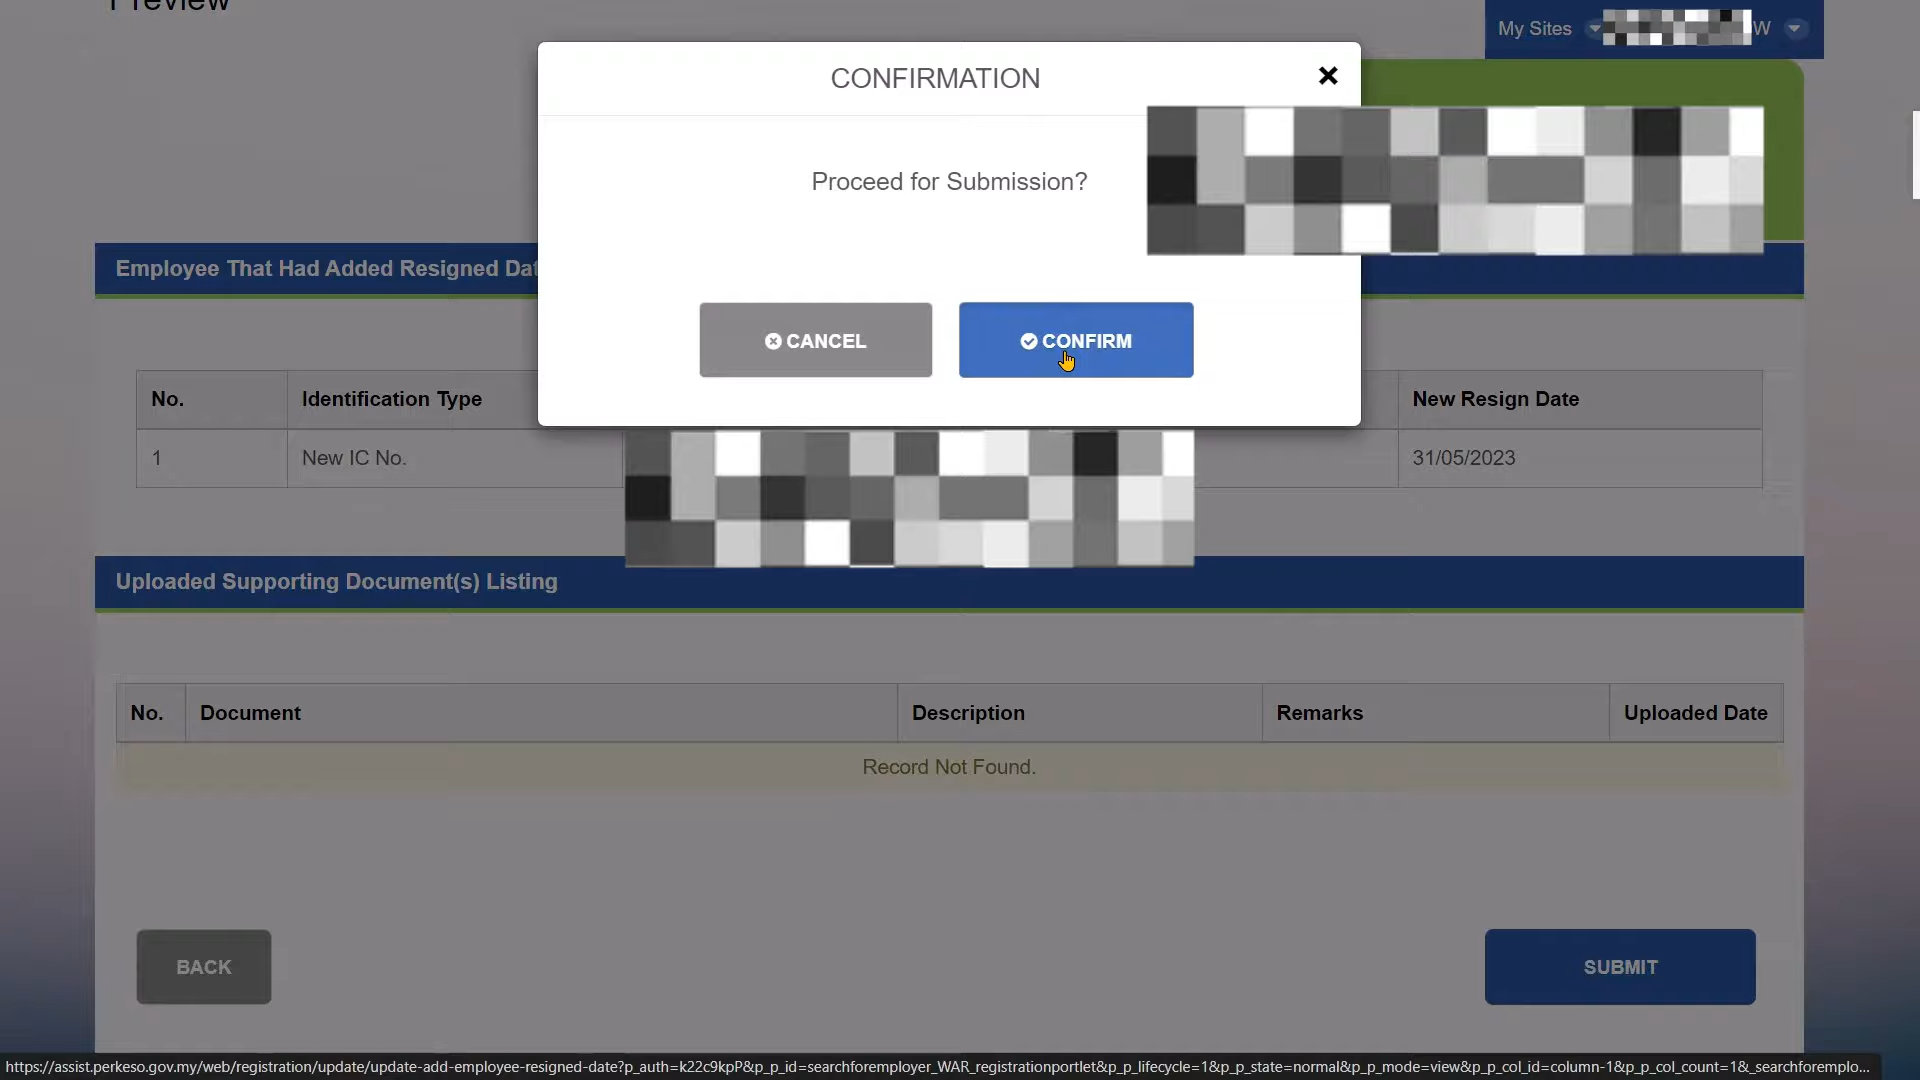 Preview
My Sites
W
CONFIRMATION
Proceed for Submission?
CANCEL
CONFIRM
Employee That Had Added Resigned Dat
No.
Identification Type
New Resign Date
1
New IC No.
31/05/2023
Uploaded Supporting Document(s) Listing
No.
Document
Description
Remarks
Uploaded Date
Record Not Found.
BACK
SUBMIT
https://assist.perkeso.gov.my/web/registration/update/update-add-employee-resigned-date?p_auth=k22c9kpP&p_p_id=searchforemployer_WAR_registrationportlet&p_p_lifecycle=1&p_p_state=normal&p_p_mode=view&p_p_col_id=column-1&p_p_col_count=1&_searchforemplo...